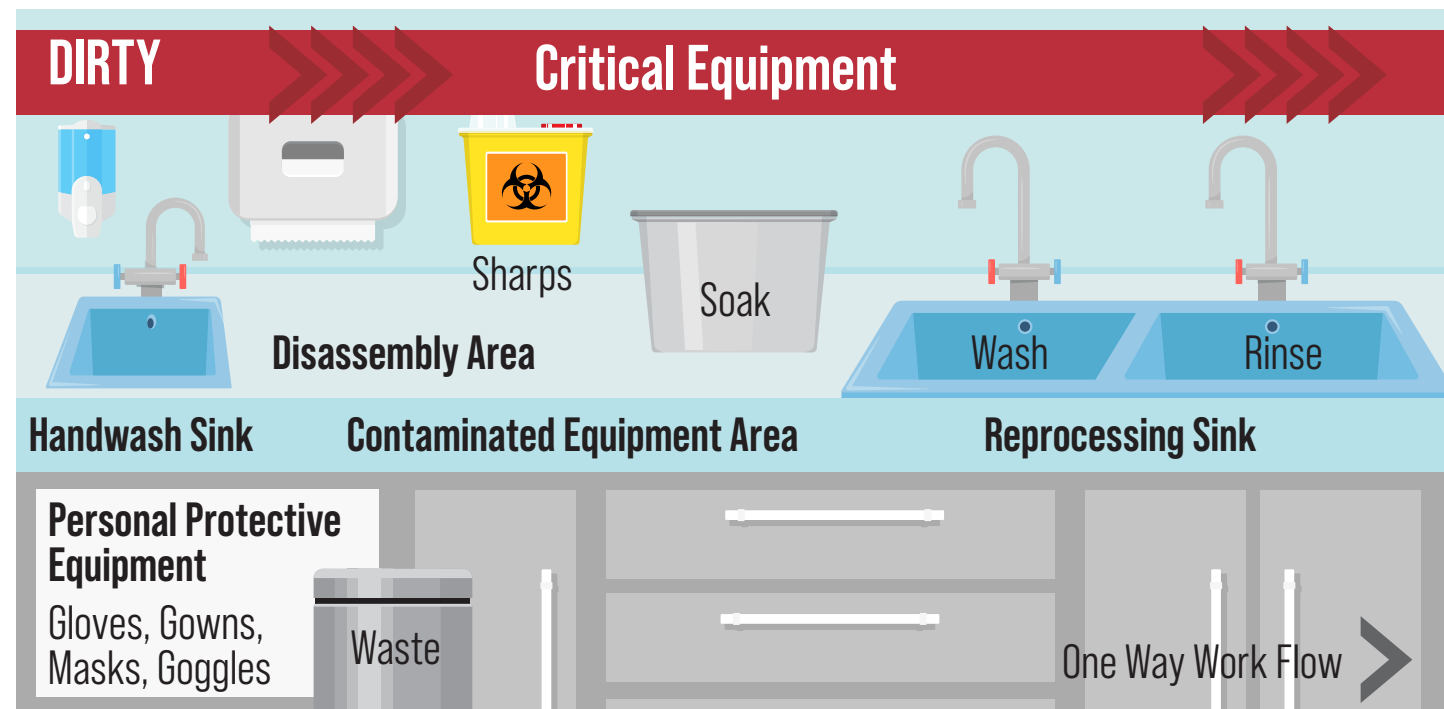 DIRTY
Critical Equipment
Sharps
Soak
Disassembly Area
Wash
Rinse
Handwash Sink
Contaminated Equipment Area
Reprocessing Sink
Personal Protective
Equipment
Gloves, Gowns,
Masks, Goggles
Waste
One Way Work Flow